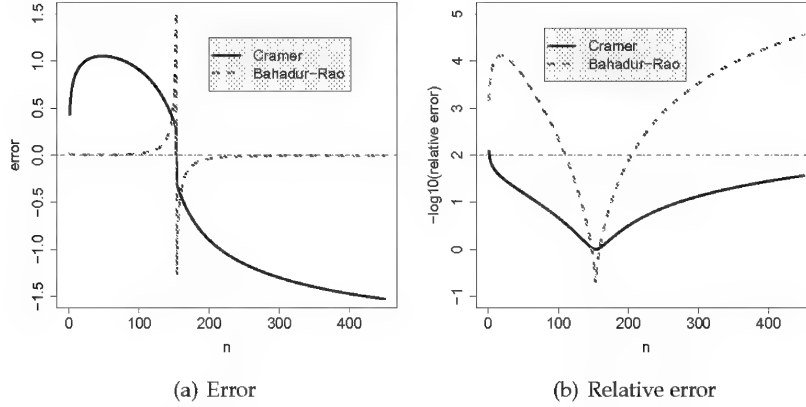 1.5
1.0
0.5
0.0
−0.5
−1.0
−1.5
error
Cramer
Bahadur−Rao
0
100
200
300
400
n
(a) Error
5
4
3
2
1
0
−1
−log10(relative error)
Cramer
Bahadur−Rao
0
100
200
300
400
n
(b) Relative error